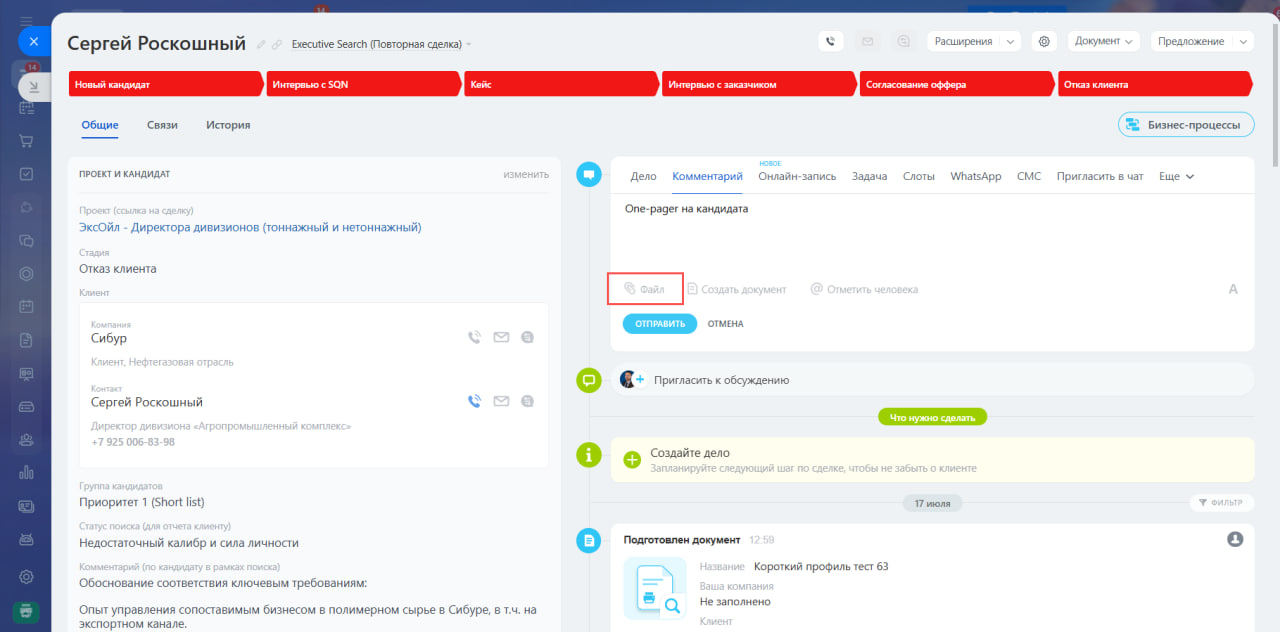 14
14
Сергей Роскошный
Executive Search (Повторная сделка)
Расширения
Документ
Предложение
Новый кандидат
Интервью с SQN
Кейс
Интервью с заказчиком
Согласование оффера
Отказ клиента
Общие
Связи
История
Бизнес-процессы
ПРОЕКТ И КАНДИДАТ
изменить
Проект (ссылка на сделку)
ЭксОйл - Директора дивизионов (тоннажный и нетоннажный)
Стадия
Отказ клиента
Клиент
Компания
Сибур
Клиент, Нефтегазовая отрасль
Контакт
Сергей Роскошный
Директор дивизиона «Агропромышленный комплекс»
+7 925 006-83-98
Группа кандидатов
Приоритет 1 (Short list)
Статус поиска (для отчета клиенту)
Недостаточный калибр и сила личности
Комментарий (по кандидату в рамках поиска)
Обоснование соответствия ключевым требованиям:
Опыт управления сопоставимым бизнесом в полимерном сырье в Сибуре, в т.ч. на
экспортном канале.
НОВОЕ
Дело
Комментарий
Онлайн-запись
Задача
Слоты
WhatsApp
СМС
Пригласить в чат
Еще
One-pager на кандидата
Файл
Создать документ
Отметить человека
A
ОТПРАВИТЬ
ОТМЕНА
Пригласить к обсуждению
Что нужно сделать
Создайте дело
Запланируйте следующий шаг по сделке, чтобы не забыть о клиенте
17 июля
ФИЛЬТР
Подготовлен документ
12:59
Название
Короткий профиль тест 63
Ваша компания
Не заполнено
Клиент